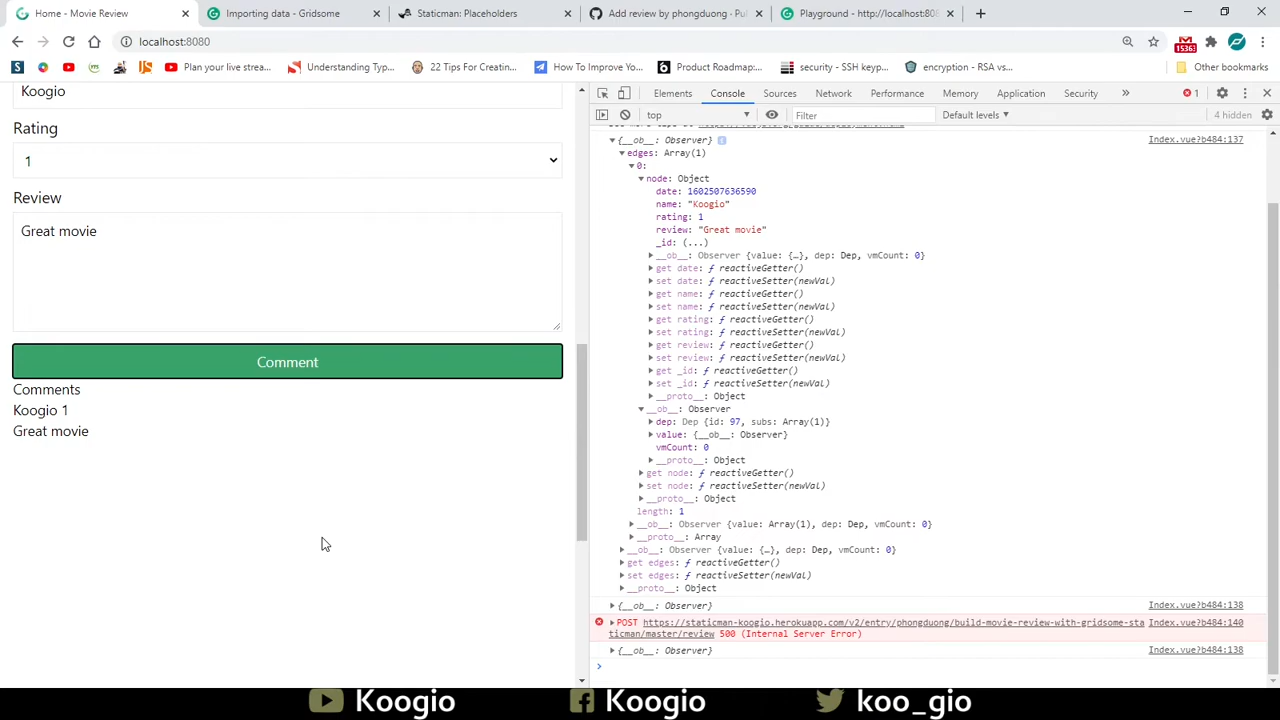 Home - Movie Review
Importing data - Gridsome
Staticman Placeholders
Add review by phongduong · Pul
Playground - http://localhost:808
localhost:8080
15363
Plan your live strea...
Understanding Typ...
22 Tips For Creatin...
How To Improve Yo...
Product Roadmap:...
security - SSH keyp...
encryption - RSA vs...
Other bookmarks
Koogio
Rating
1
Review
Great movie
Comment
Comments
Koogio 1
Great movie
Elements Console Sources Network Performance Memory Application Security » 1
top Filter Default levels 4 hidden
{__ob__: Observer} Index.vue?b484:137
edges: Array(1)
0:
node: Object
date: 1602507636590
name: "Koogio"
rating: 1
review: "Great movie"
_id: (...)
__ob__: Observer {value: {…}, dep: Dep, vmCount: 0}
get date: ƒ reactiveGetter()
set date: ƒ reactiveSetter(newVal)
get name: ƒ reactiveGetter()
set name: ƒ reactiveSetter(newVal)
get rating: ƒ reactiveGetter()
set rating: ƒ reactiveSetter(newVal)
get review: ƒ reactiveGetter()
set review: ƒ reactiveSetter(newVal)
get _id: ƒ reactiveGetter()
set _id: ƒ reactiveSetter(newVal)
__proto__: Object
__ob__: Observer
dep: Dep {id: 97, subs: Array(1)}
value: {__ob__: Observer}
vmCount: 0
__proto__: Object
get node: ƒ reactiveGetter()
set node: ƒ reactiveSetter(newVal)
__proto__: Object
length: 1
__ob__: Observer {value: Array(1), dep: Dep, vmCount: 0}
__proto__: Array
__ob__: Observer {value: {…}, dep: Dep, vmCount: 0}
get edges: ƒ reactiveGetter()
set edges: ƒ reactiveSetter(newVal)
__proto__: Object
{__ob__: Observer} Index.vue?b484:138
POST https://staticman-koogio.herokuapp.com/v2/entry/phongduong/build-movie-review-with-gridsome-sta Index.vue?b484:140
ticman/master/review 500 (Internal Server Error)
{__ob__: Observer} Index.vue?b484:138
Koogio Koogio koo_gio